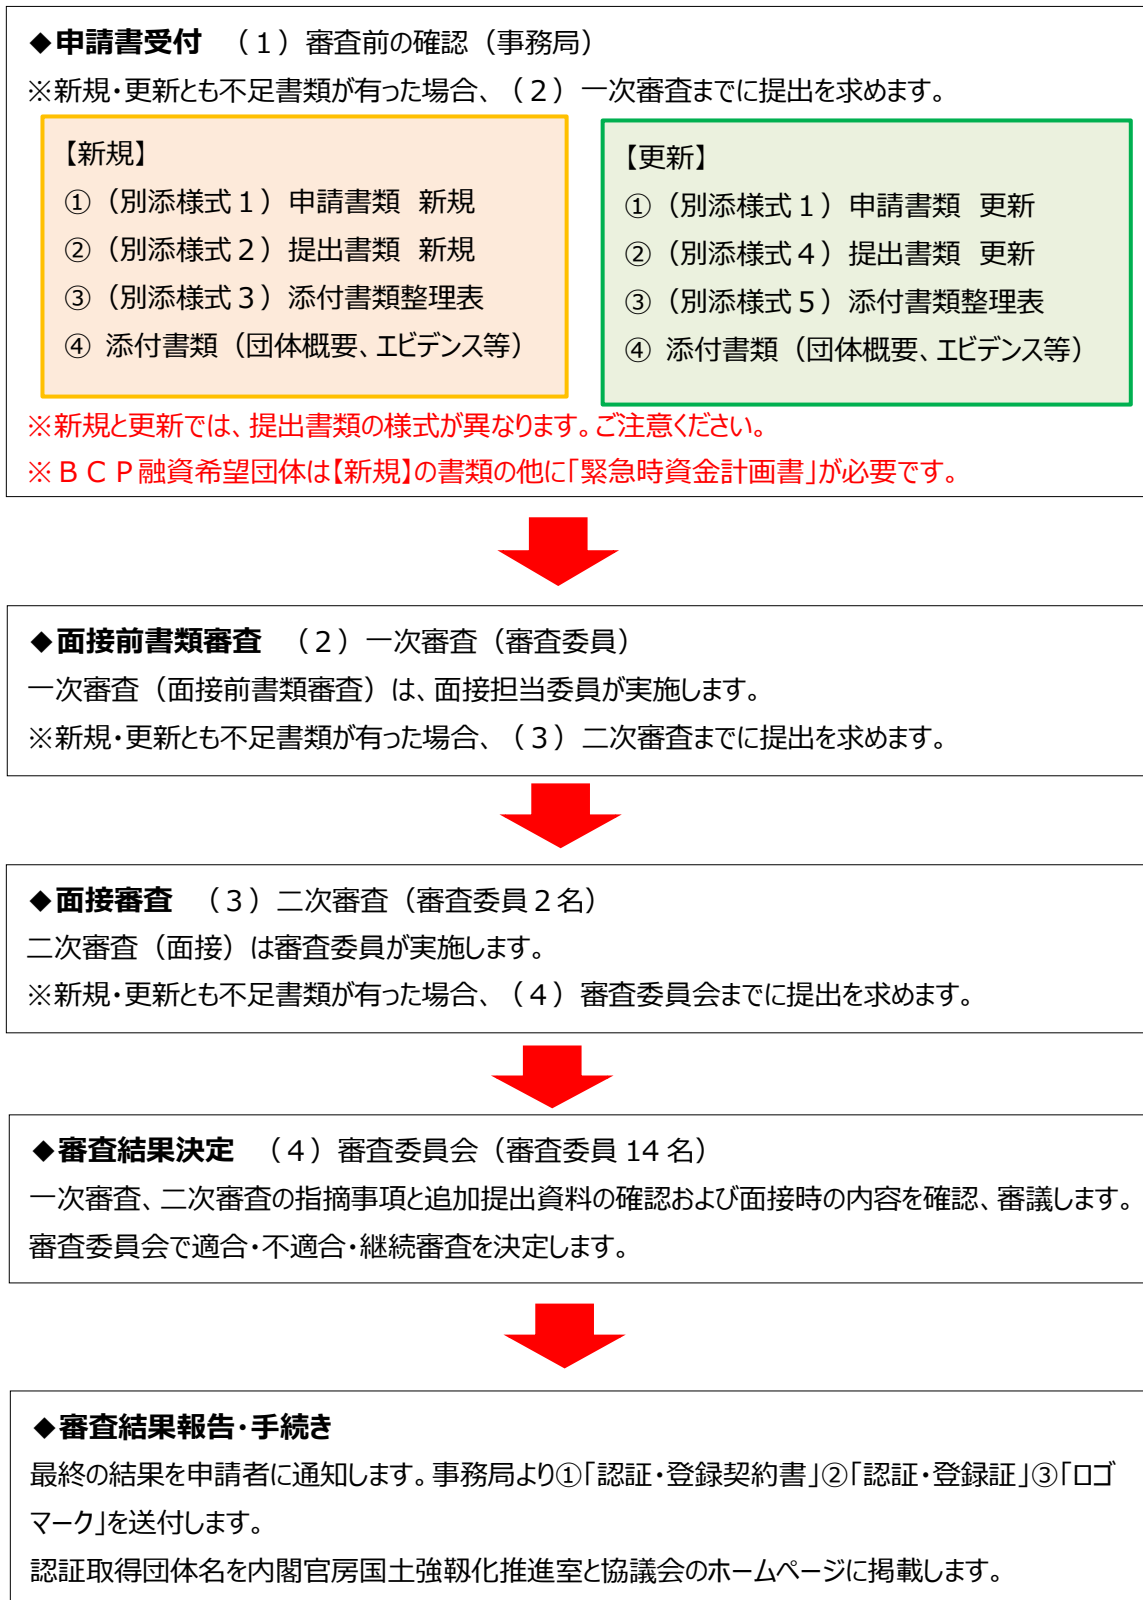 ◆申請書受付　（１）審査前の確認（事務局）
※新規・更新とも不足書類が有った場合、（２）一次審査までに提出を求めます。
【新規】
①（別添様式１）申請書類　新規
②（別添様式２）提出書類　新規
③（別添様式３）添付書類整理表
④ 添付書類（団体概要、エビデンス等）
【更新】
①（別添様式１）申請書類　更新
②（別添様式４）提出書類　更新
③（別添様式５）添付書類整理表
④ 添付書類（団体概要、エビデンス等）
※新規と更新では、提出書類の様式が異なります。ご注意ください。
※ＢＣＰ融資希望団体は【新規】の書類の他に「緊急時資金計画書」が必要です。
◆面接前書類審査　（２）一次審査（審査委員）
一次審査（面接前書類審査）は、面接担当委員が実施します。
※新規・更新とも不足書類が有った場合、（３）二次審査までに提出を求めます。
◆面接審査　（３）二次審査（審査委員２名）
二次審査（面接）は審査委員が実施します。
※新規・更新とも不足書類が有った場合、（４）審査委員会までに提出を求めます。
◆審査結果決定　（４）審査委員会（審査委員 14 名）
一次審査、二次審査の指摘事項と追加提出資料の確認および面接時の内容を確認、審議します。
審査委員会で適合・不適合・継続審査を決定します。
◆審査結果報告・手続き
最終の結果を申請者に通知します。事務局より①「認証・登録契約書」②「認証・登録証」③「ロゴ
マーク」を送付します。
認証取得団体名を内閣官房国土強靱化推進室と協議会のホームページに掲載します。